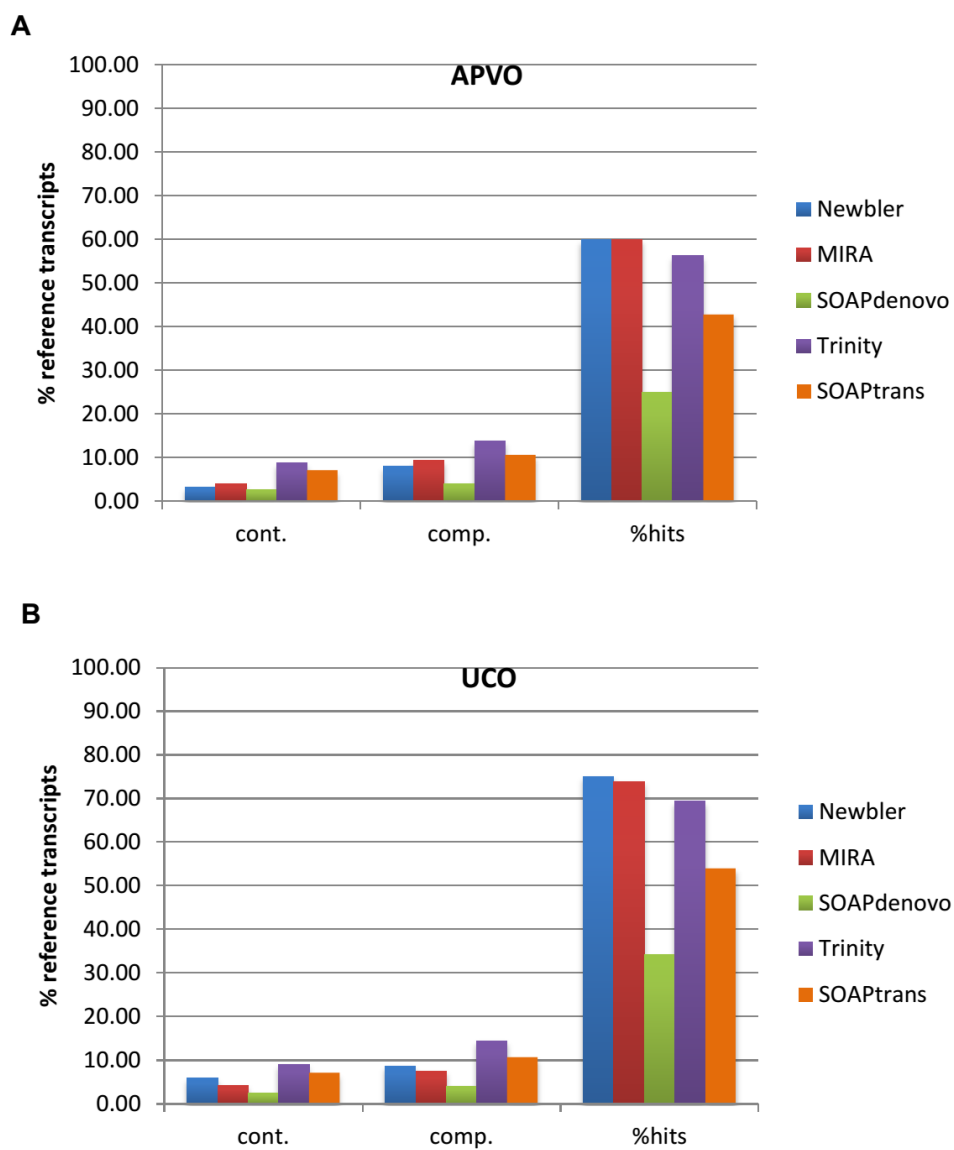 A
APVO
100.00
90.00
80.00
70.00
60.00
50.00
40.00
30.00
20.00
10.00
0.00
% reference transcripts
cont.
comp.
%hits
Newbler
MIRA
SOAPdenovo
Trinity
SOAPtrans
B
UCO
100.00
90.00
80.00
70.00
60.00
50.00
40.00
30.00
20.00
10.00
0.00
% reference transcripts
cont.
comp.
%hits
Newbler
MIRA
SOAPdenovo
Trinity
SOAPtrans